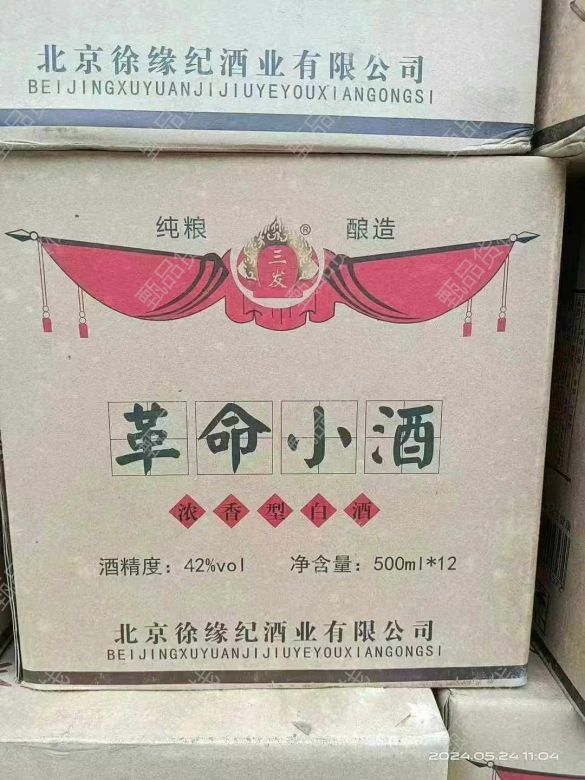 北京徐缘纪酒业有限公司
BEIJINGXUYUANJIJIUYEYOUXIANGONGSI
纯粮 ® 酿造
三发
革命小酒
浓香型白酒
酒精度：42%vol 净含量：500ml*12
北京徐缘纪酒业有限公司
BEIJINGXUYUANJIJIUYEYOUXIANGONGSI
2024.05.24 11:04